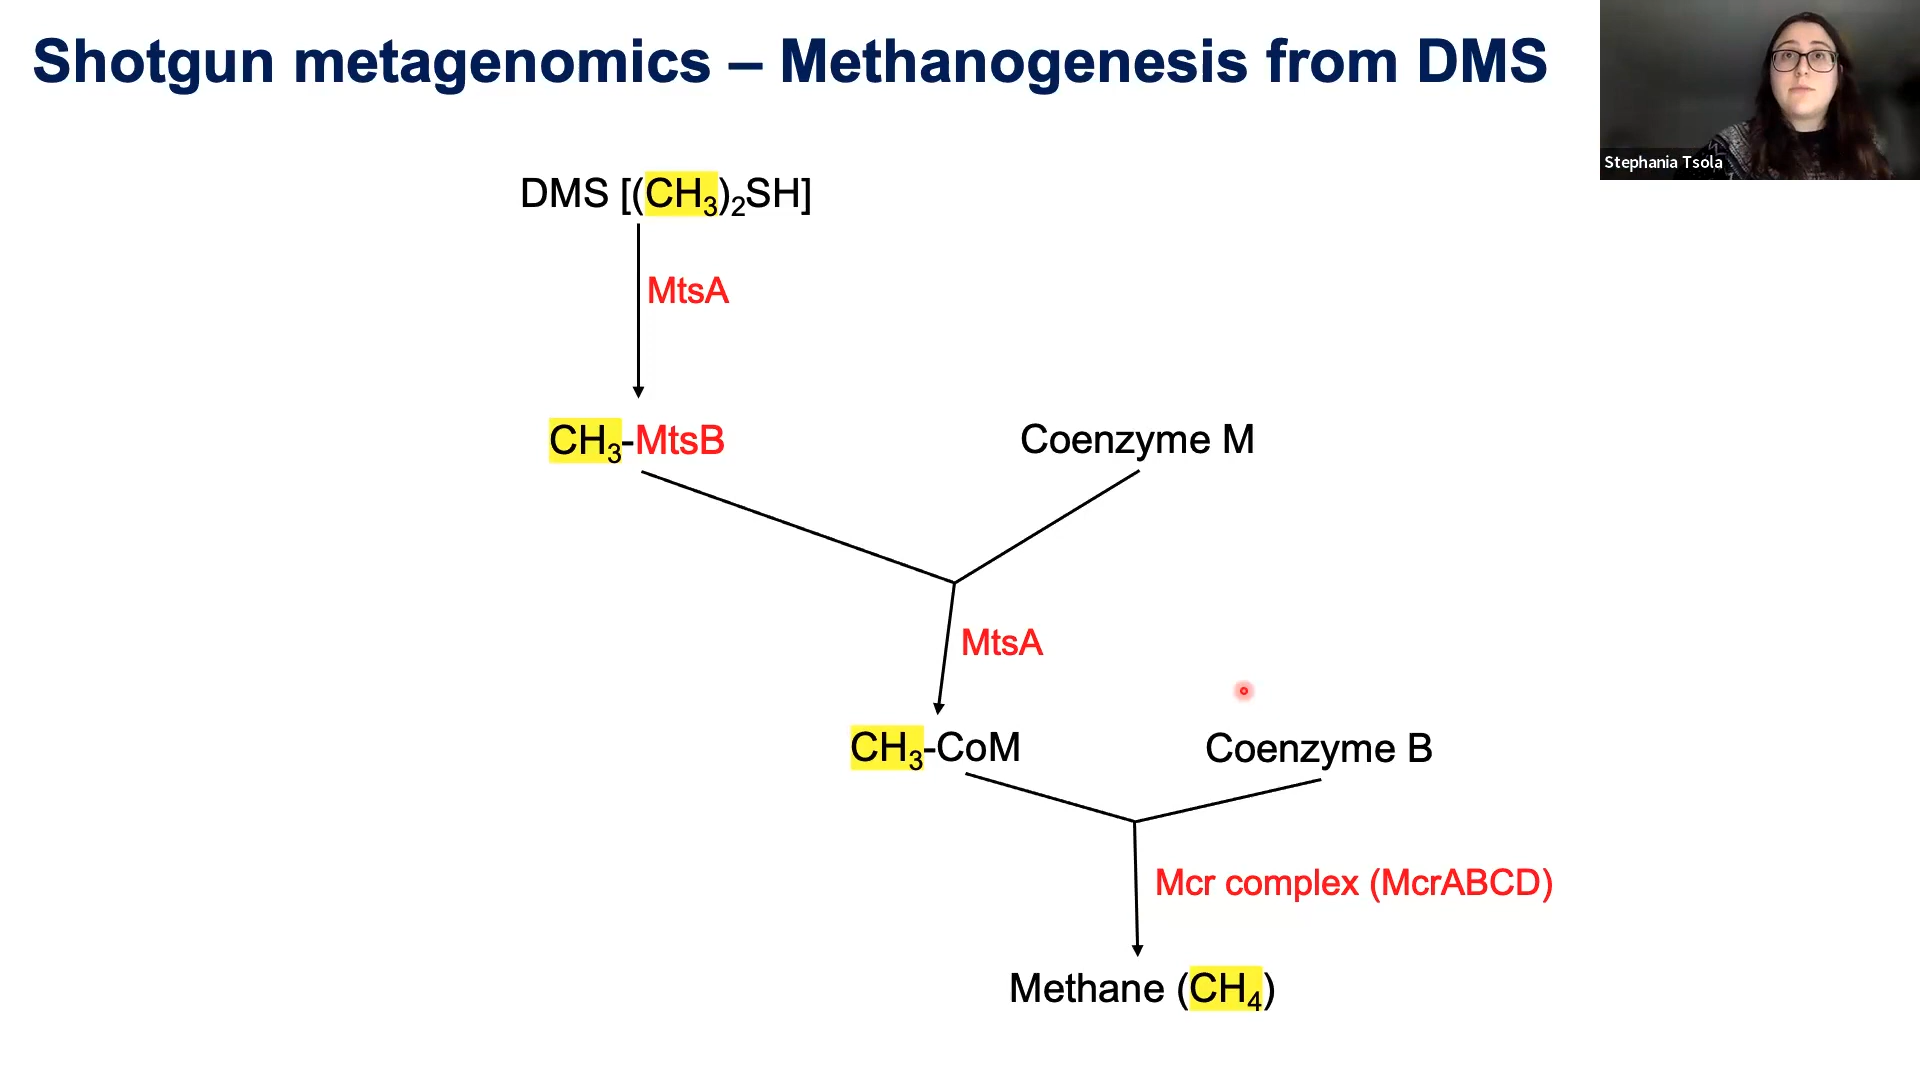 Shotgun metagenomics – Methanogenesis from DMS
Stephania Tsola
DMS [(CH₃)₂SH]
MtsA
CH₃-MtsB
Coenzyme M
MtsA
CH₃-CoM
Coenzyme B
Mcr complex (McrABCD)
Methane (CH₄)